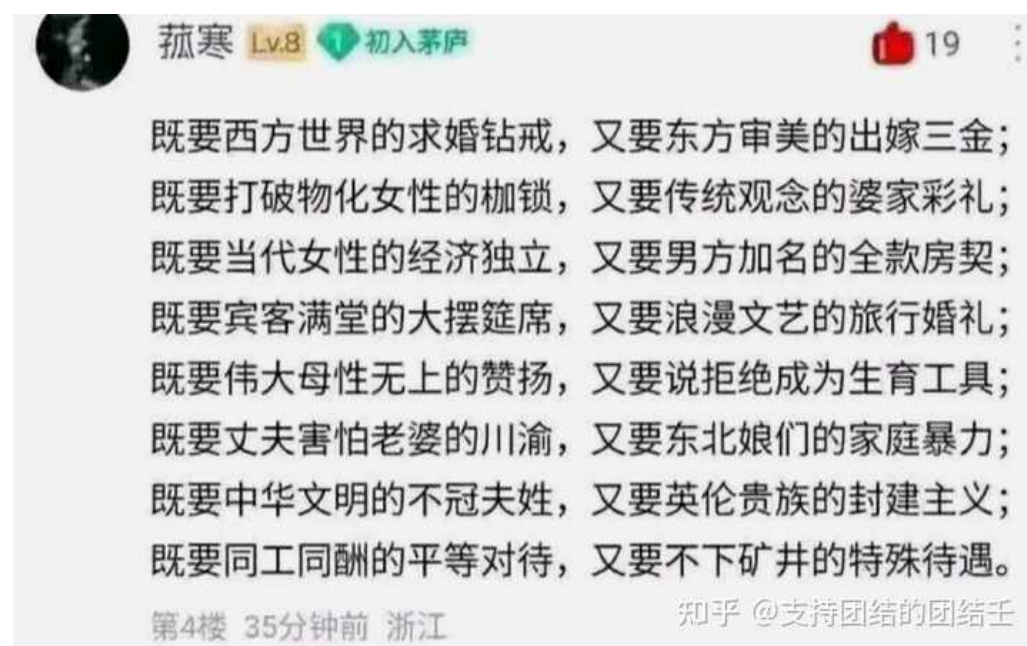 菰寒 Lv.8 1 初入茅庐 19
既要西方世界的求婚钻戒，又要东方审美的出嫁三金；
既要打破物化女性的枷锁，又要传统观念的婆家彩礼；
既要当代女性的经济独立，又要男方加名的全款房契；
既要宾客满堂的大摆筵席，又要浪漫文艺的旅行婚礼；
既要伟大母性无上的赞扬，又要说拒绝成为生育工具；
既要丈夫害怕老婆的川渝，又要东北娘们的家庭暴力；
既要中华文明的不冠夫姓，又要英伦贵族的封建主义；
既要同工同酬的平等对待，又要不下矿井的特殊待遇。
第4楼 35分钟前 浙江
知乎 @支持团结的团结壬